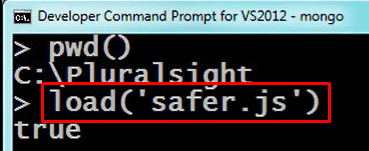 Developer Command Prompt for VS2012 - mongo
> pwd()
C:\Pluralsight
> load('safer.js')
true